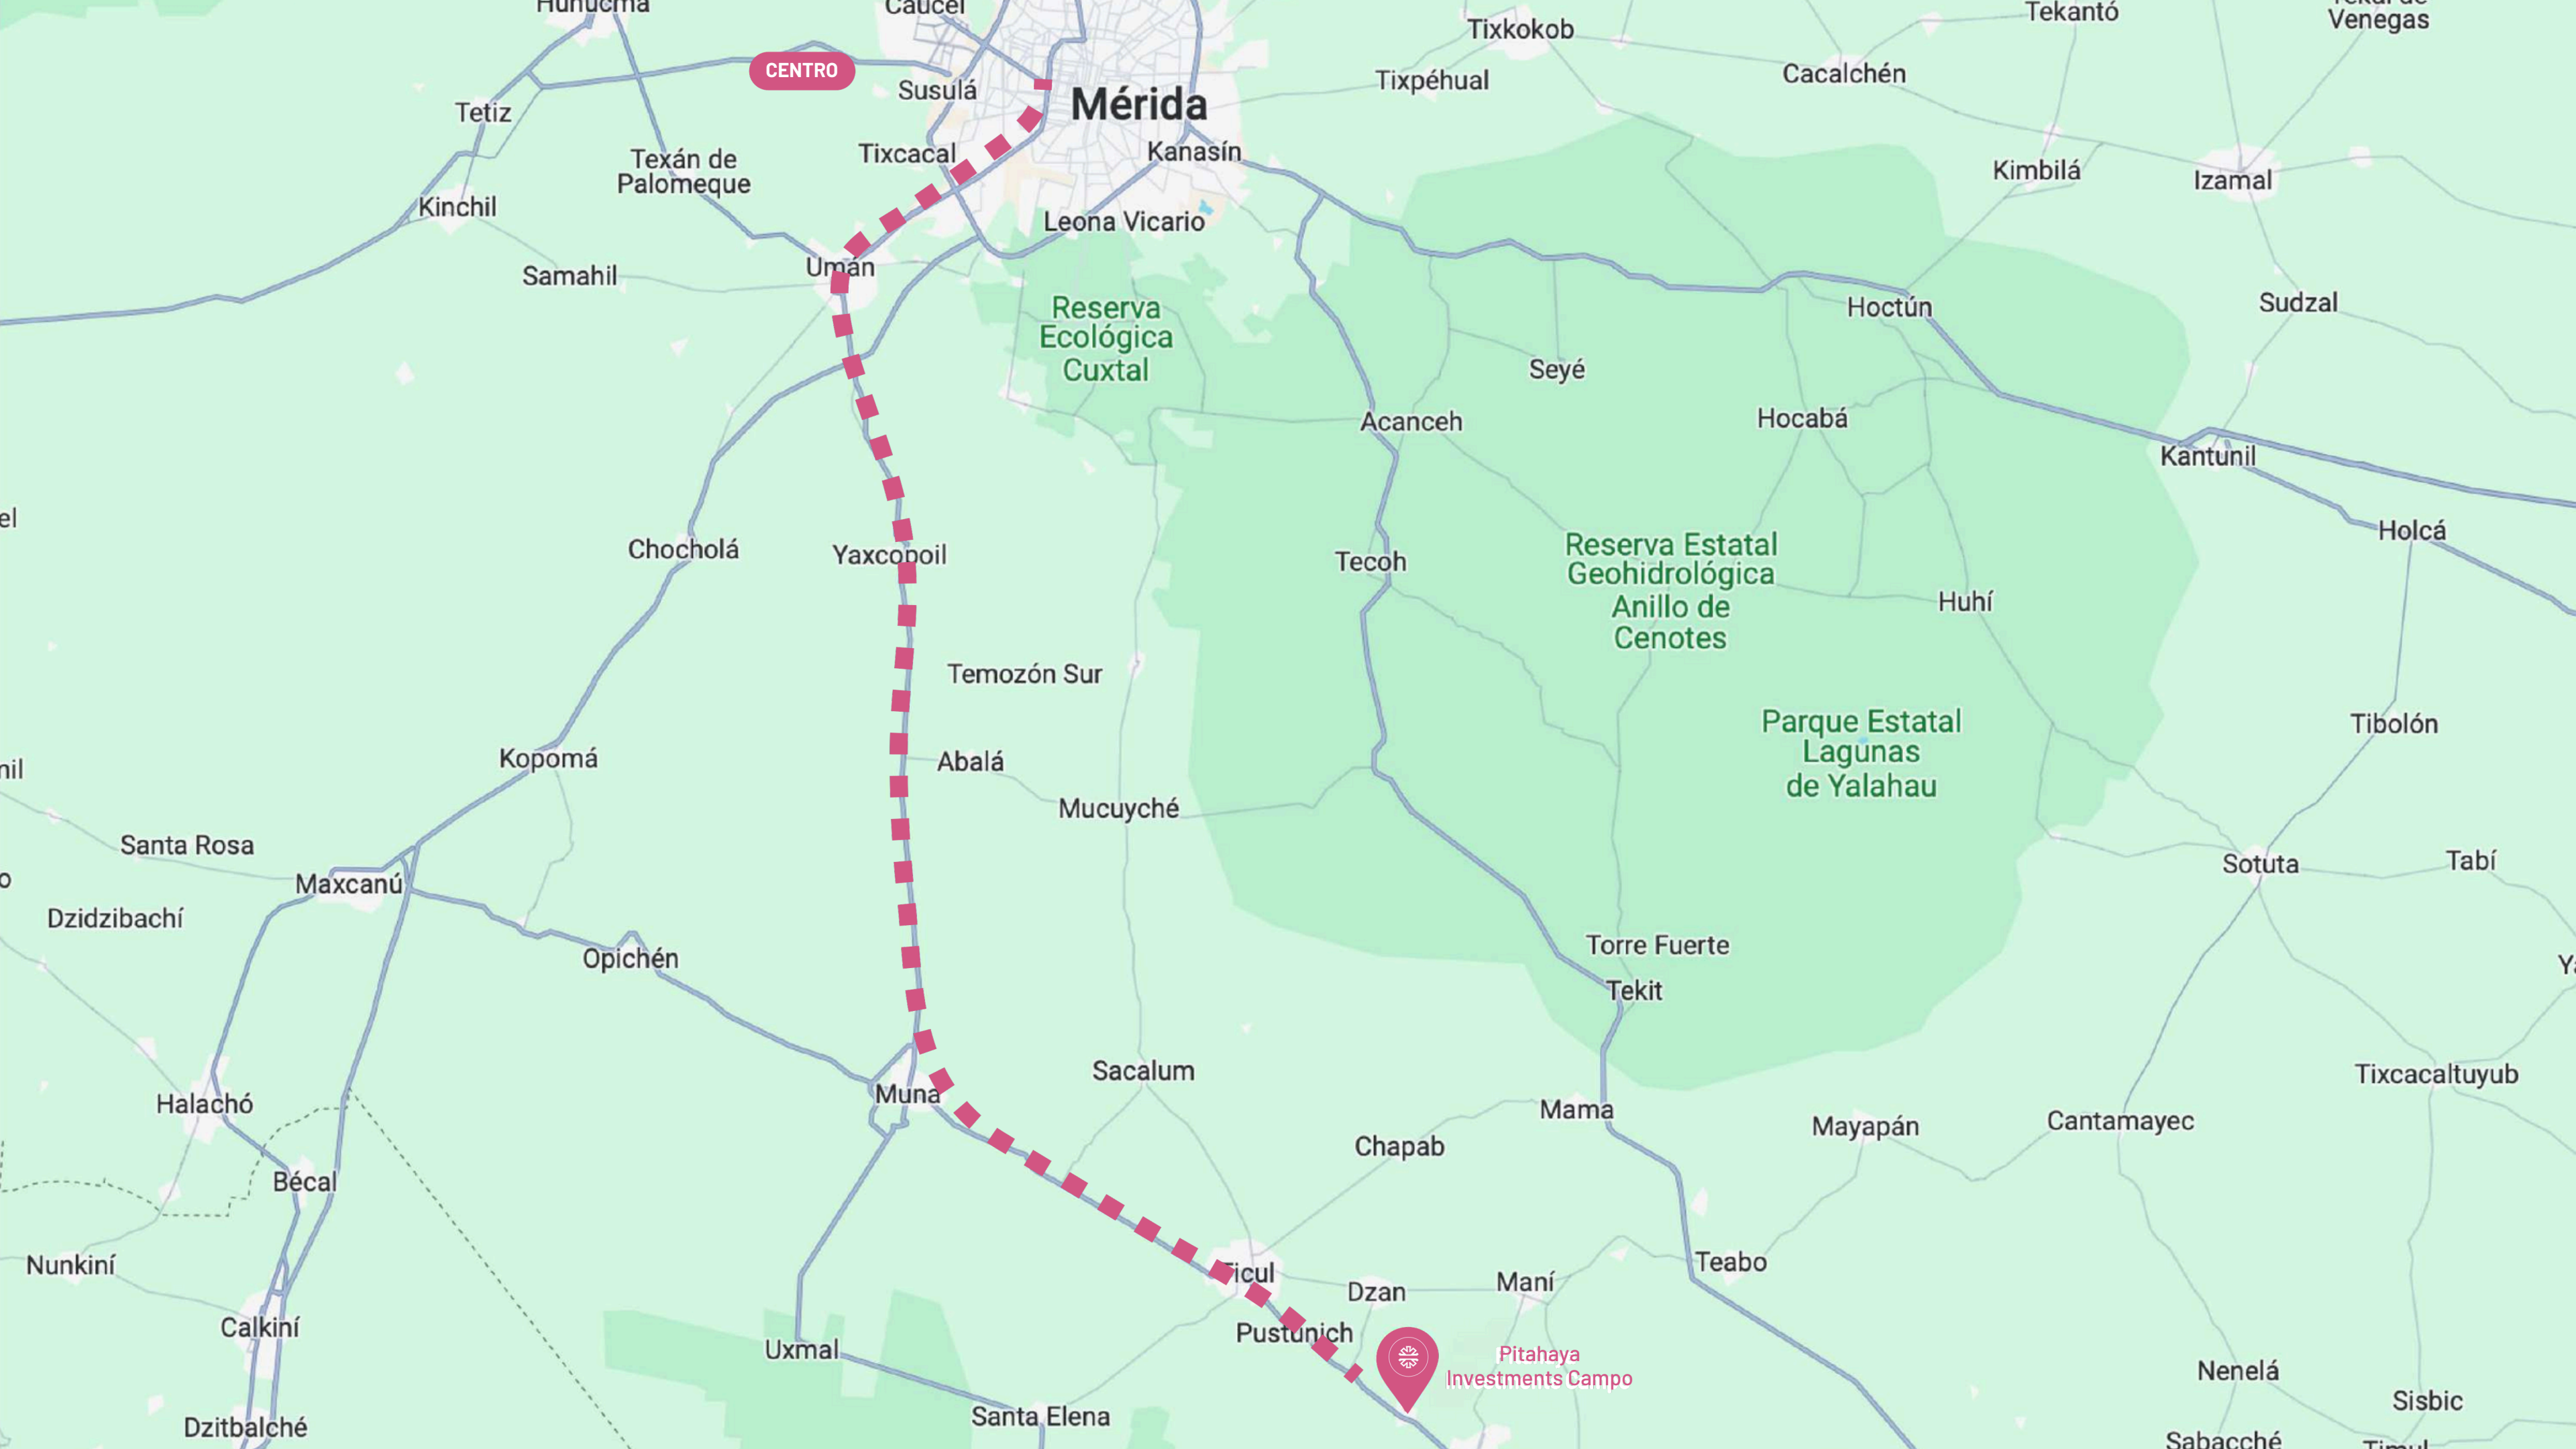 Hunucmá
Caucel
Tixkokob
Tekantó
Venegas
CENTRO
Susulá
Tixpéhual
Cacalchén
Mérida
Tetiz
Tixcacal
Kanasín
Texán de
Palomeque
Kimbilá
Izamal
Kinchil
Leona Vicario
Umán
Samahil
Reserva
Ecológica
Cuxtal
Hoctún
Sudzal
Seyé
Acanceh
Hocabá
Kantunil
Holcá
Chocholá
Yaxcopoil
Tecoh
Reserva Estatal
Geohidrológica
Anillo de
Cenotes
Huhí
Temozón Sur
Parque Estatal
Lagunas
de Yalahau
Tibolón
Kopomá
Abalá
Mucuyché
Santa Rosa
Maxcanú
Sotuta
Tabí
Dzidzibachí
Opichén
Torre Fuerte
Tekit
Muna
Sacalum
Tixcacaltuyub
Halachó
Mama
Mayapán
Cantamayec
Chapab
Bécal
Nunkiní
Ticul
Dzan
Maní
Teabo
Calkiní
Pustunich
Uxmal
Pitahaya
Investments Campo
Nenelá
Sisbic
Santa Elena
Dzitbalché
Sabacché